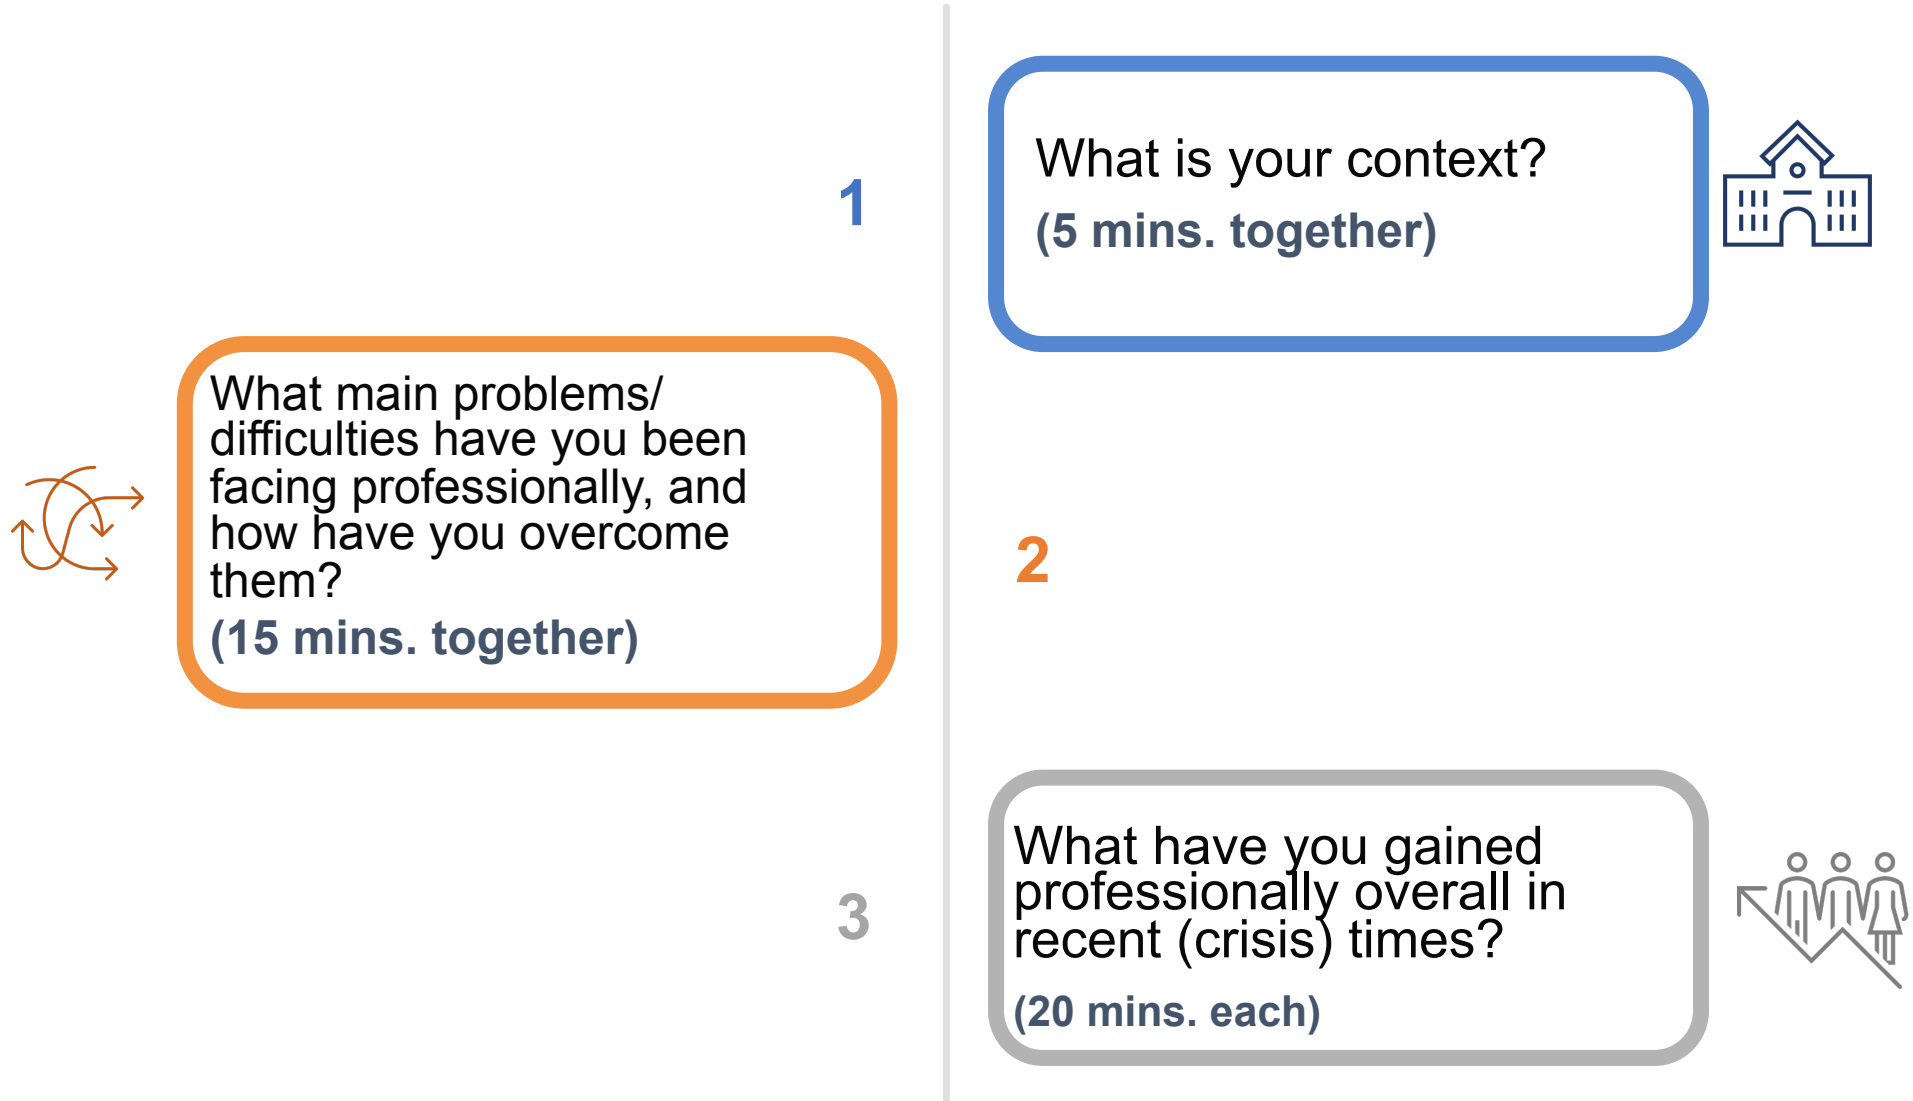 1
What is your context?
(5 mins. together)
What main problems/
difficulties have you been
facing professionally, and
how have you overcome
them?
(15 mins. together)
2
3
What have you gained
professionally overall in
recent (crisis) times?
(20 mins. each)